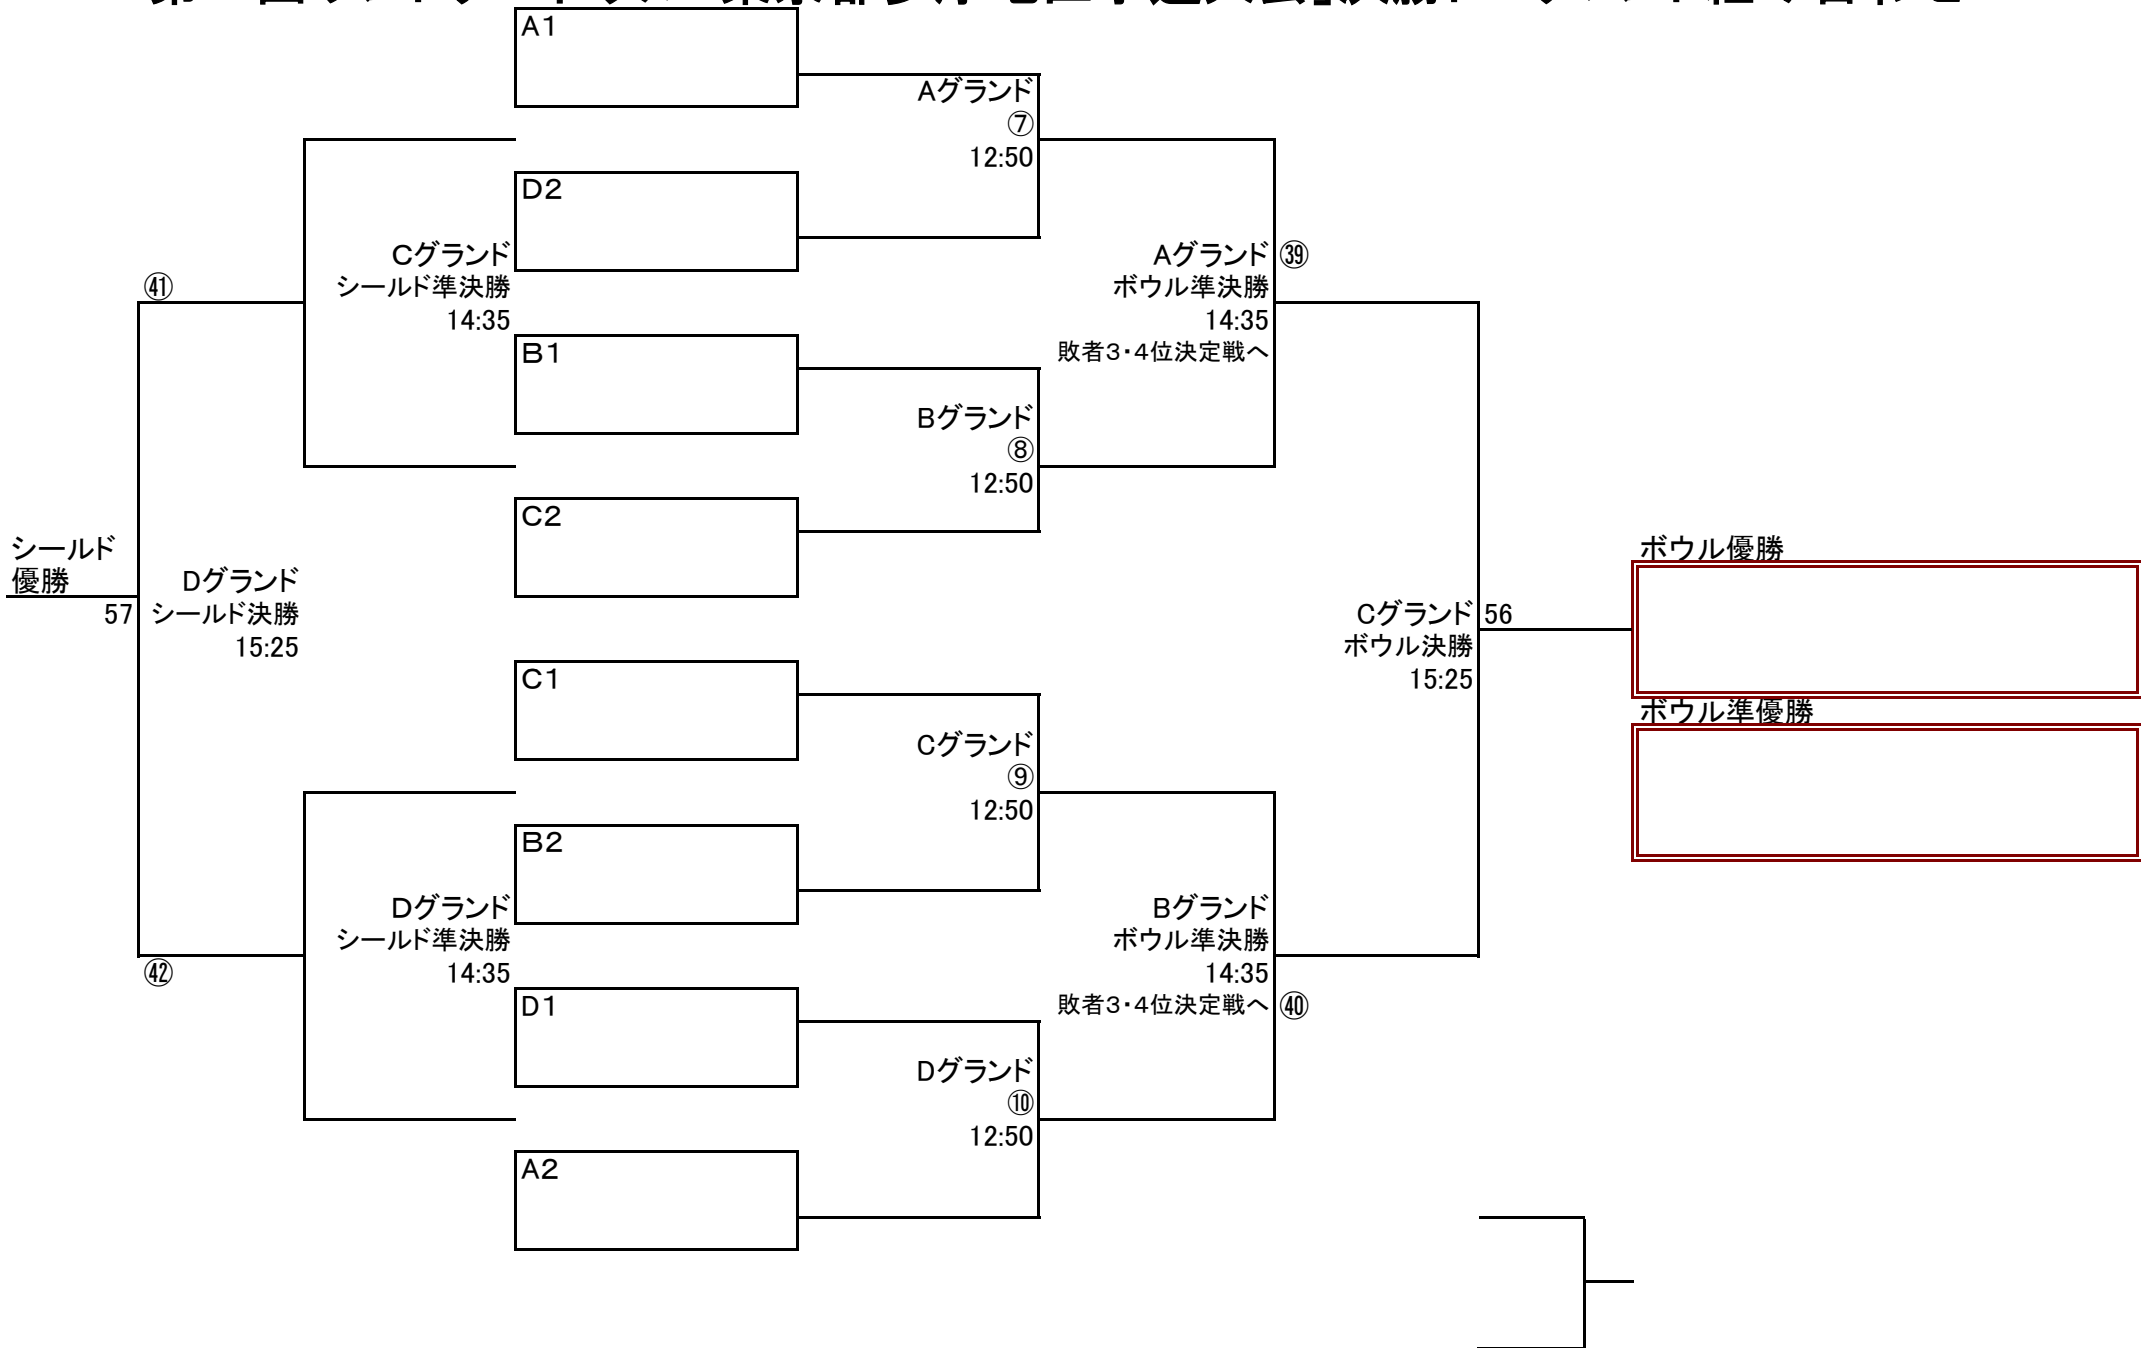 A1
Aグランド
⑦
12:50
D2
Cグランド
シールド準決勝
14:35
Aグランド
ボウル準決勝
14:35
敗者3・4位決定戦へ
㊴
㊶
B1
Bグランド
⑧
12:50
C2
シールド
優勝
57
Dグランド
シールド決勝
15:25
Cグランド
ボウル決勝
15:25
56
ボウル優勝
ボウル準優勝
C1
Cグランド
⑨
12:50
B2
Dグランド
シールド準決勝
14:35
Bグランド
ボウル準決勝
14:35
敗者3・4位決定戦へ
㊵
㊷
D1
Dグランド
⑩
12:50
A2